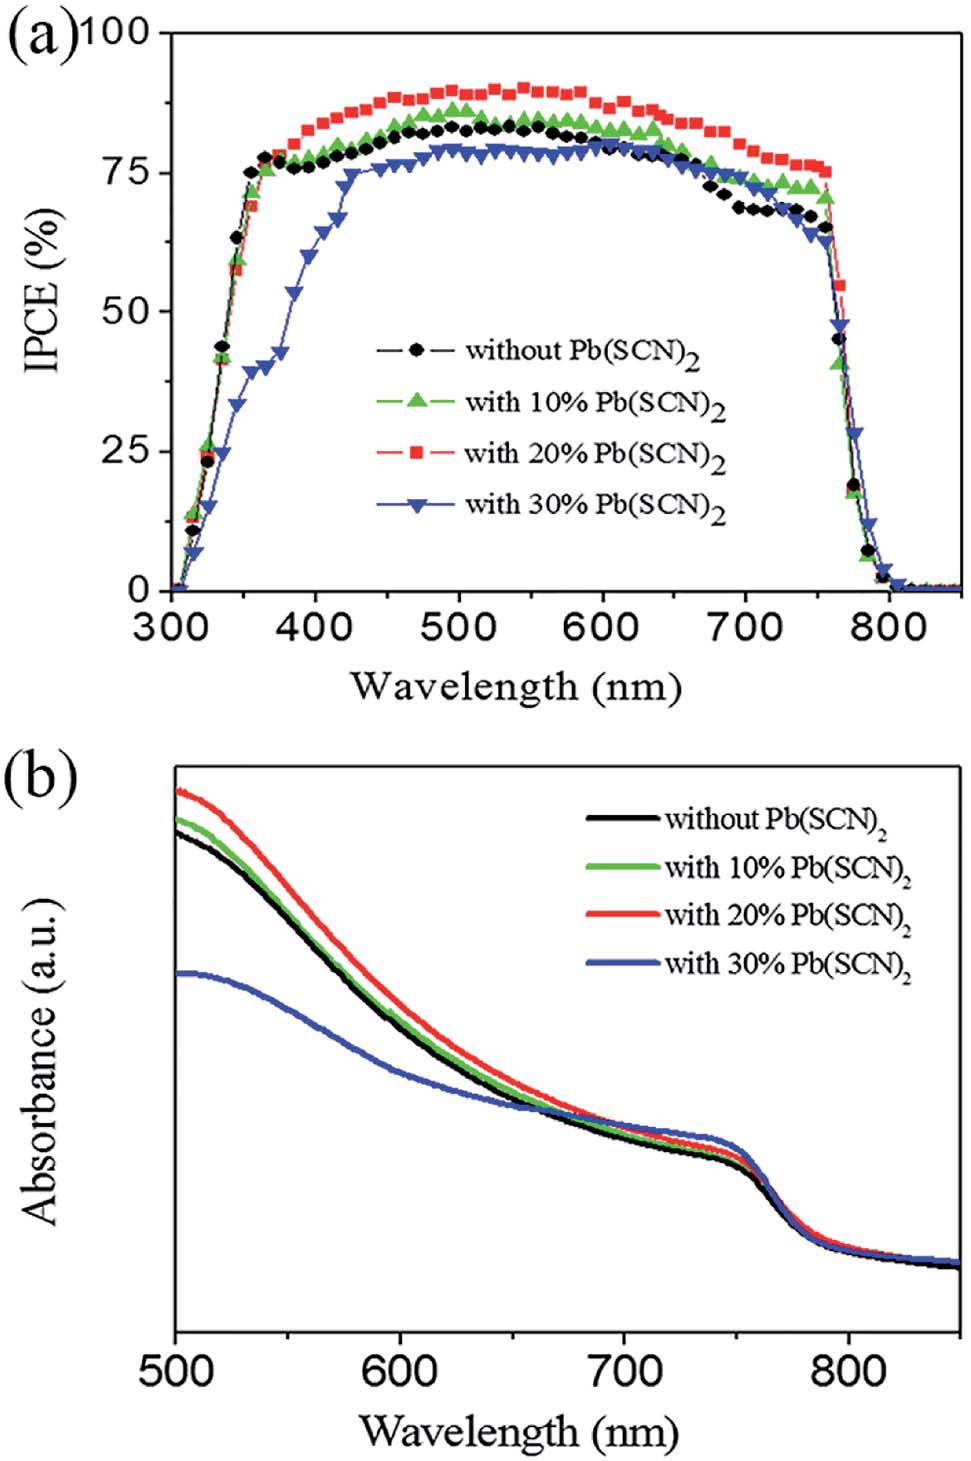 (a)
100
75
50
25
0
IPCE (%)
without Pb(SCN)2
with 10% Pb(SCN)2
with 20% Pb(SCN)2
with 30% Pb(SCN)2
300 400 500 600 700 800
Wavelength (nm)
(b)
Absorbance (a.u.)
without Pb(SCN)2
with 10% Pb(SCN)2
with 20% Pb(SCN)2
with 30% Pb(SCN)2
500 600 700 800
Wavelength (nm)